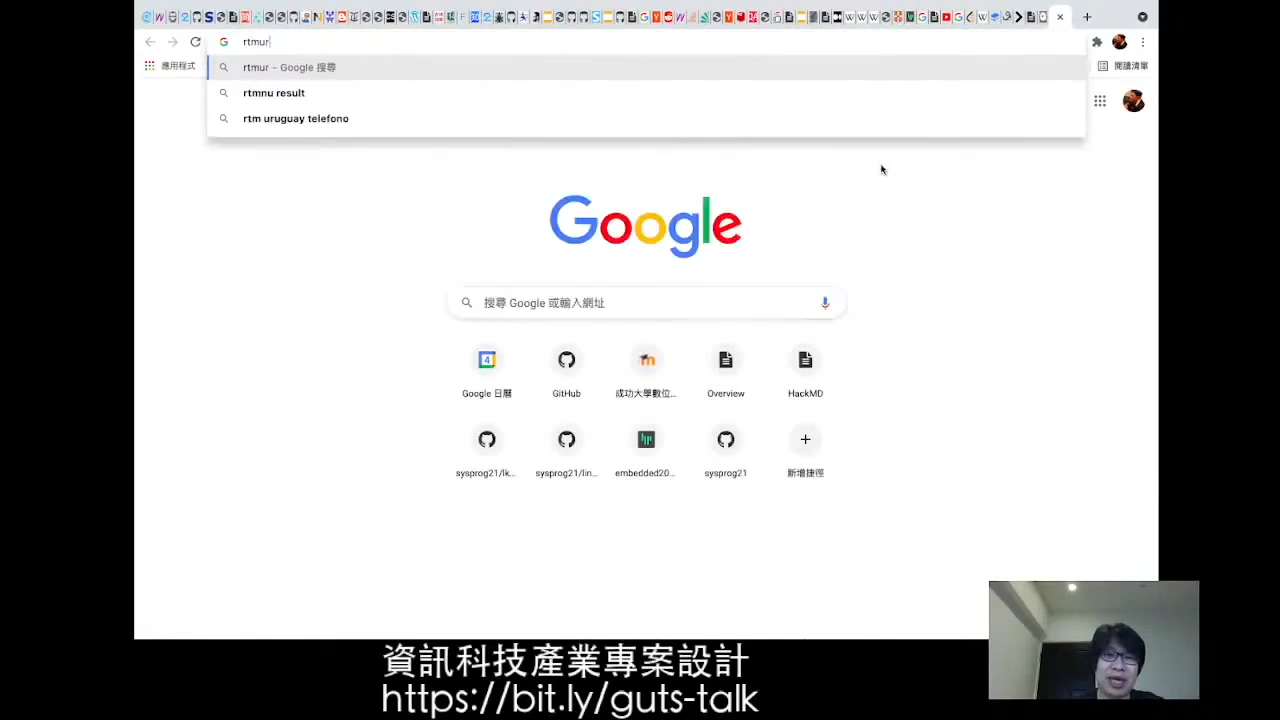 rtmur
應用程式
閱讀清單
rtmur - Google 搜尋
rtmnu result
rtm uruguay telefono
Google
搜尋 Google 或輸入網址
4
Google 日曆
GitHub
成功大學數位...
Overview
HackMD
sysprog21/lk...
sysprog21/lin...
embedded20...
sysprog21
新增捷徑
資訊科技產業專案設計
https://bit.ly/guts-talk